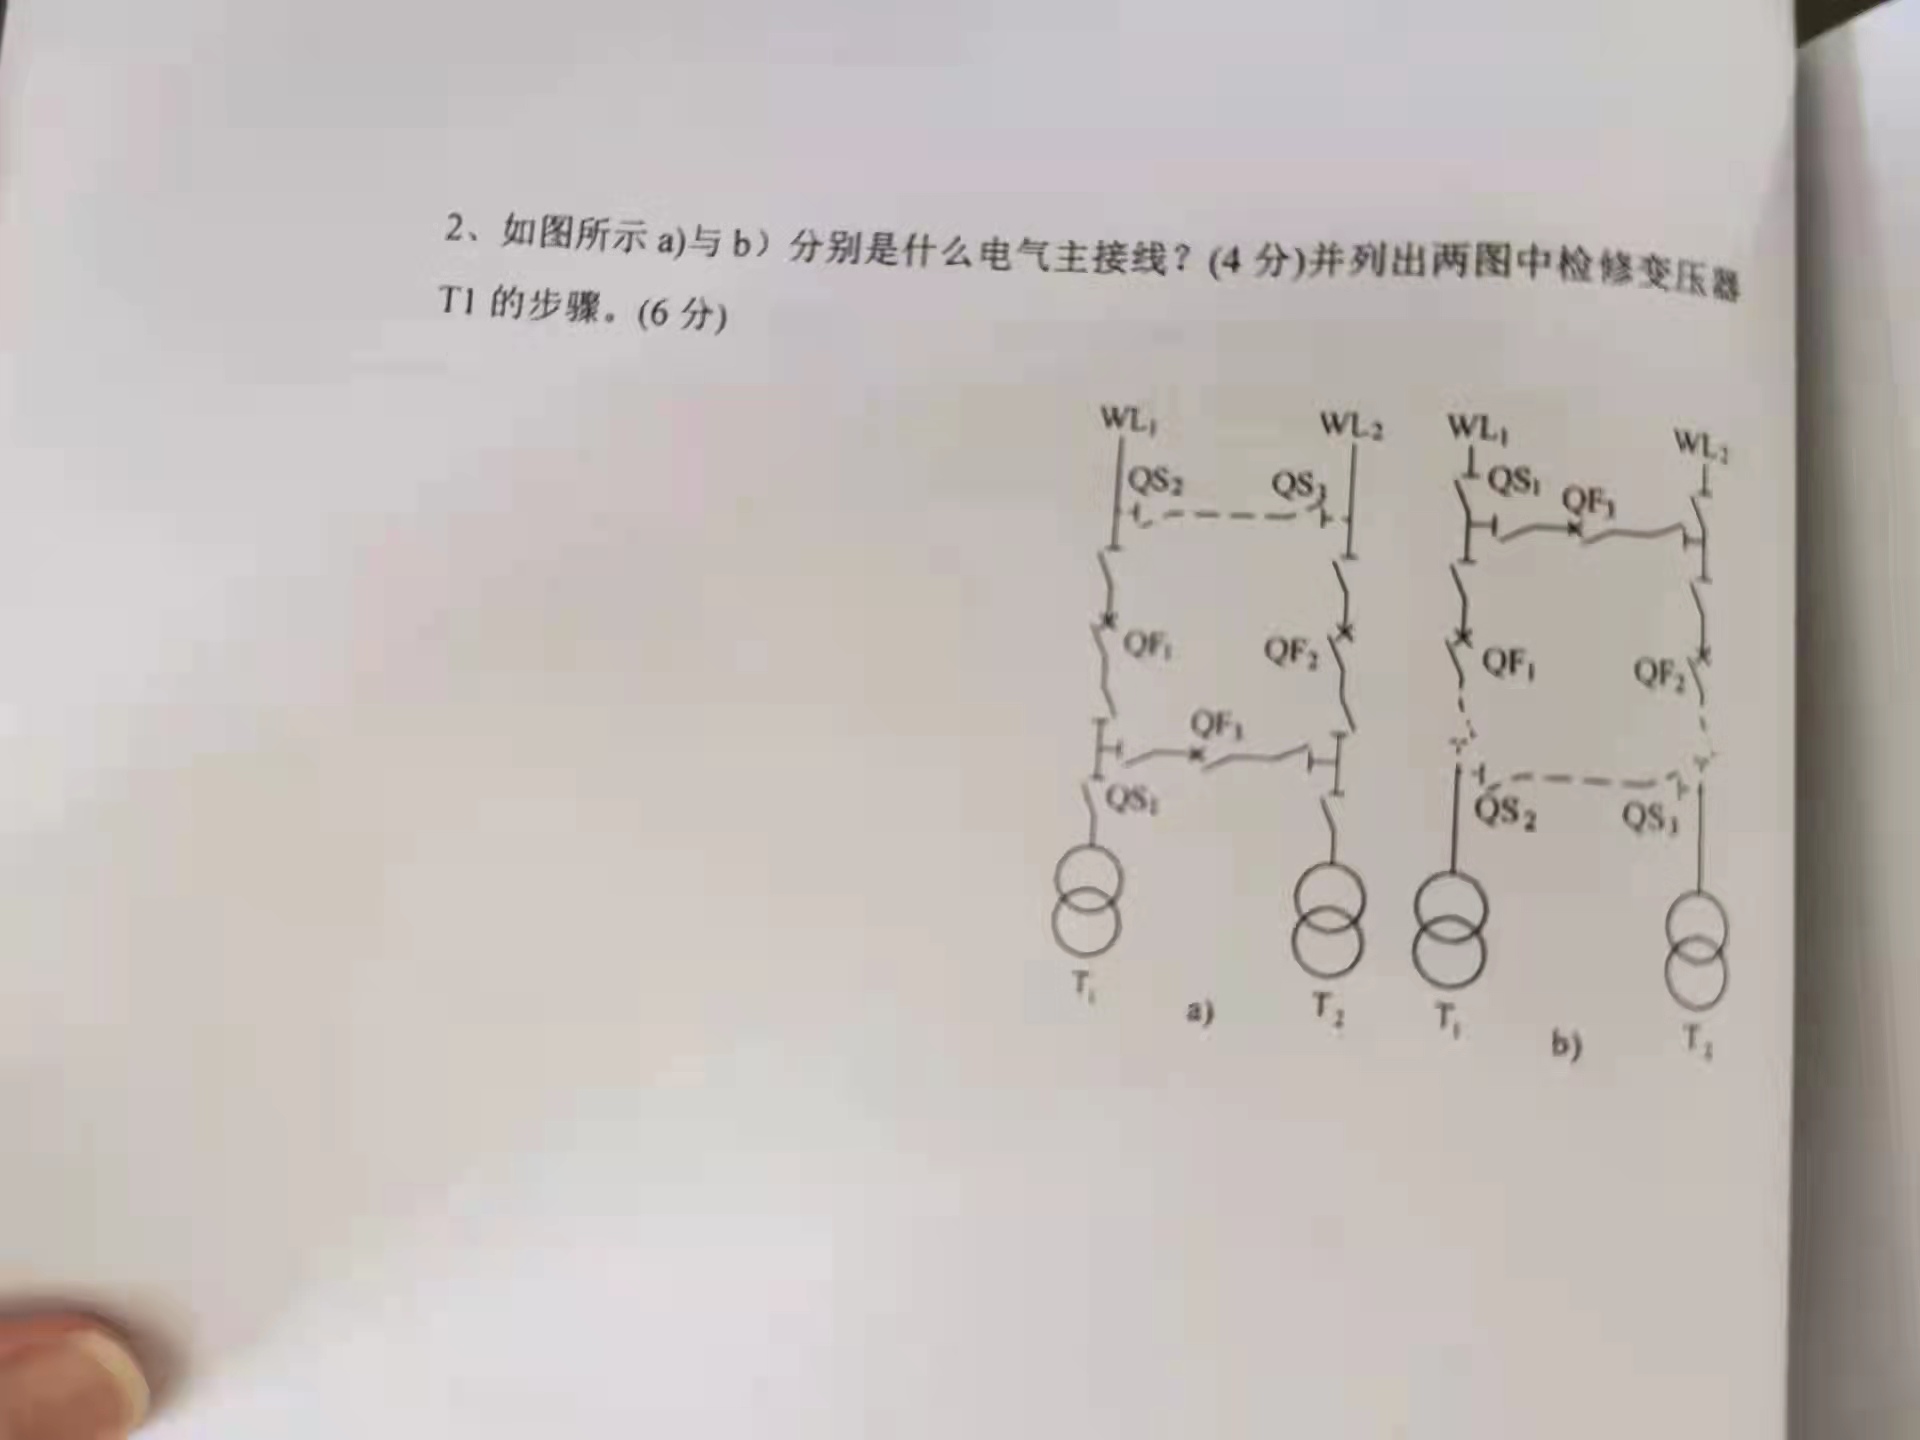 2、如图所示 a)与 b）分别是什么电气主接线？(4 分)并列出两图中检修变压器
T1 的步骤。(6 分)
WL₁ WL₂ WL₁ WL₂
QS₂ QS₃ QS₁ QF₃
QF₁ QF₂ QF₁ QF₂
QF₃
QS₁ QS₂ QS₃
T₁ T₂ T₁ T₂
a) b)